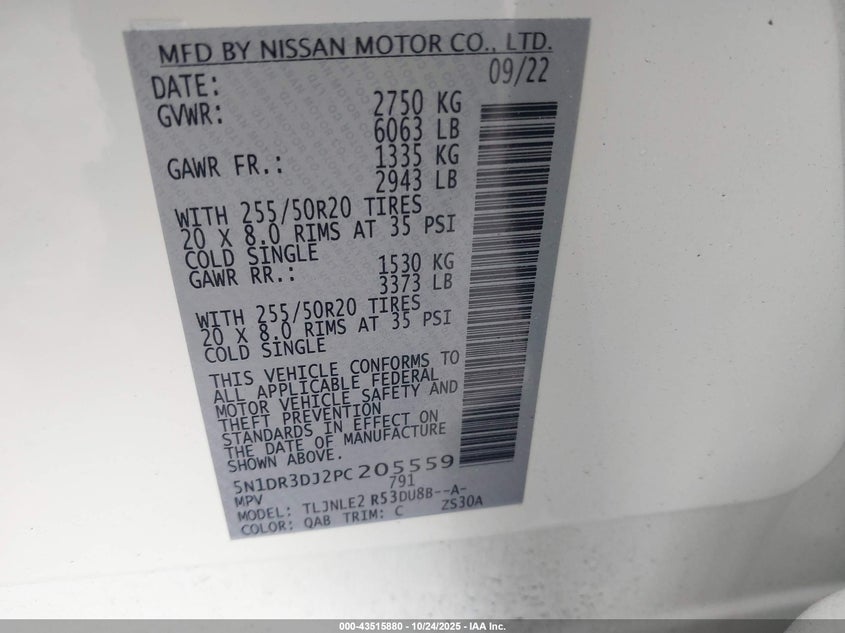 MFD BY NISSAN MOTOR CO., LTD.
DATE: 09/22
GVWR: 2750 KG
6063 LB
GAWR FR.: 1335 KG
2943 LB
WITH 255/50R20 TIRES
20 X 8.0 RIMS AT 35 PSI
COLD SINGLE
GAWR RR.: 1530 KG
3373 LB
WITH 255/50R20 TIRES
20 X 8.0 RIMS AT 35 PSI
COLD SINGLE
THIS VEHICLE CONFORMS TO
ALL APPLICABLE FEDERAL
MOTOR VEHICLE SAFETY AND
THEFT PREVENTION
STANDARDS IN EFFECT ON
THE DATE OF MANUFACTURE
SHOWN ABOVE.
5N1DR3DJ2PC205559
MPV 791
MODEL: TLJNLE2 R53DU8B--A-
COLOR: QAB TRIM: C ZS30A
000-43515880 - 10/24/2025 - IAA Inc.